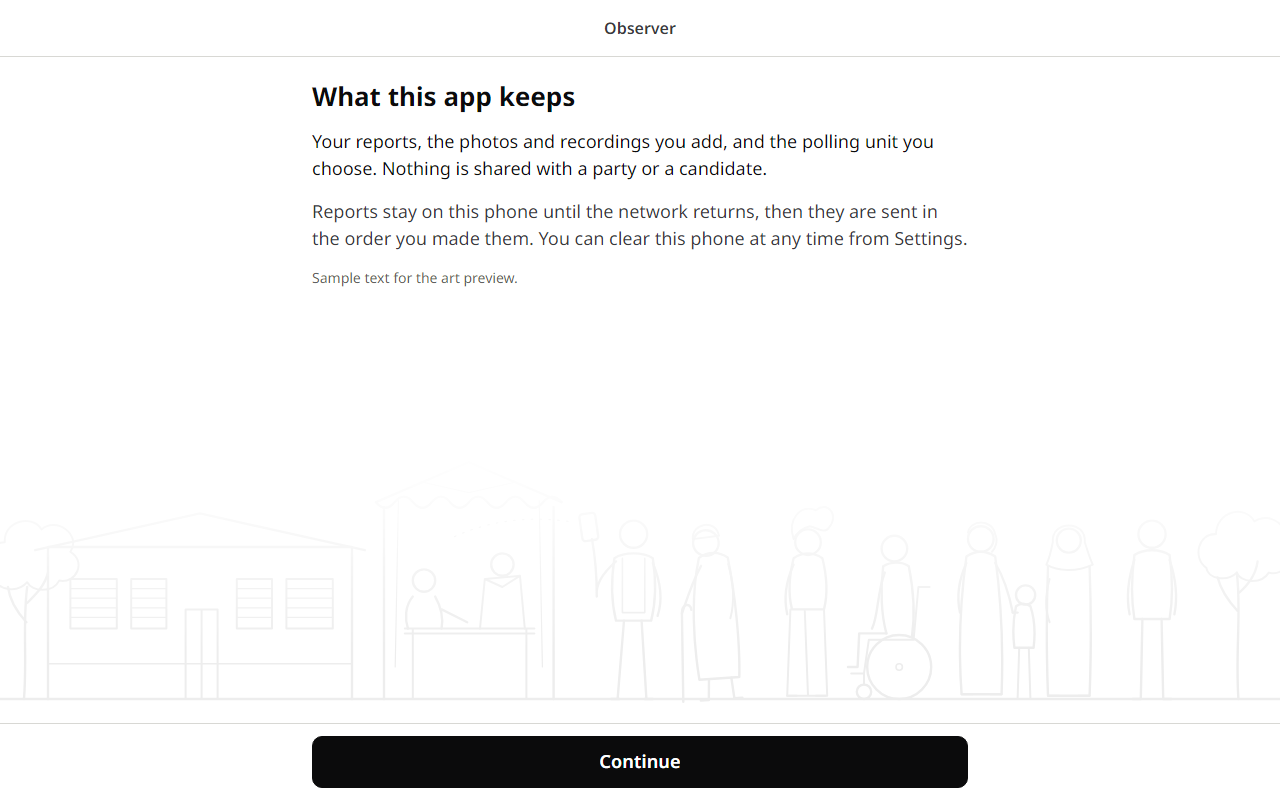 Observer
What this app keeps
Your reports, the photos and recordings you add, and the polling unit you
choose. Nothing is shared with a party or a candidate.
Reports stay on this phone until the network returns, then they are sent in
the order you made them. You can clear this phone at any time from Settings.
Sample text for the art preview.
Continue